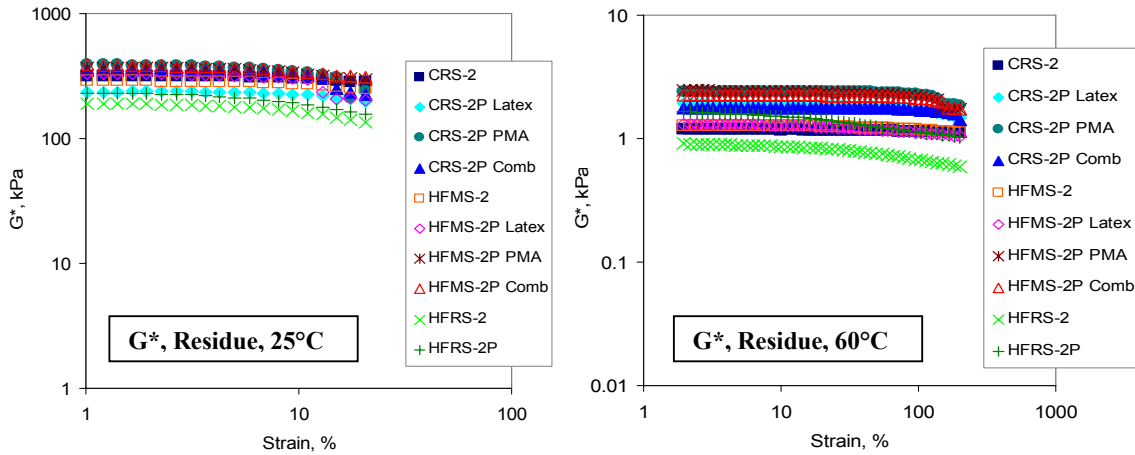 1000
100
10
1
G*, kPa
1
10
100
Strain, %
G*, Residue, 25°C
CRS-2
CRS-2P Latex
CRS-2P PMA
CRS-2P Comb
HFMS-2
HFMS-2P Latex
HFMS-2P PMA
HFMS-2P Comb
HFRS-2
HFRS-2P
10
1
0.1
0.01
G*, kPa
1
10
100
1000
Strain, %
G*, Residue, 60°C
CRS-2
CRS-2P Latex
CRS-2P PMA
CRS-2P Comb
HFMS-2
HFMS-2P Latex
HFMS-2P PMA
HFMS-2P Comb
HFRS-2
HFRS-2P